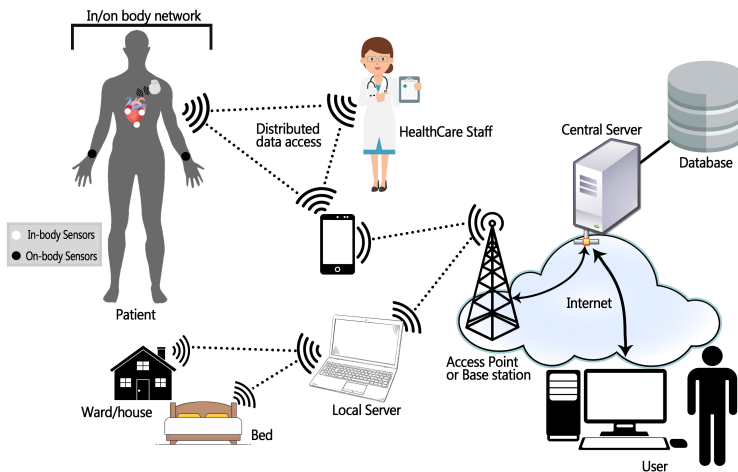 In/on body network
Distributed
data access
HealthCare Staff
Central Server
Database
In-body Sensors
On-body Sensors
Patient
Internet
Access Point
or Base station
Ward/house
Bed
Local Server
User